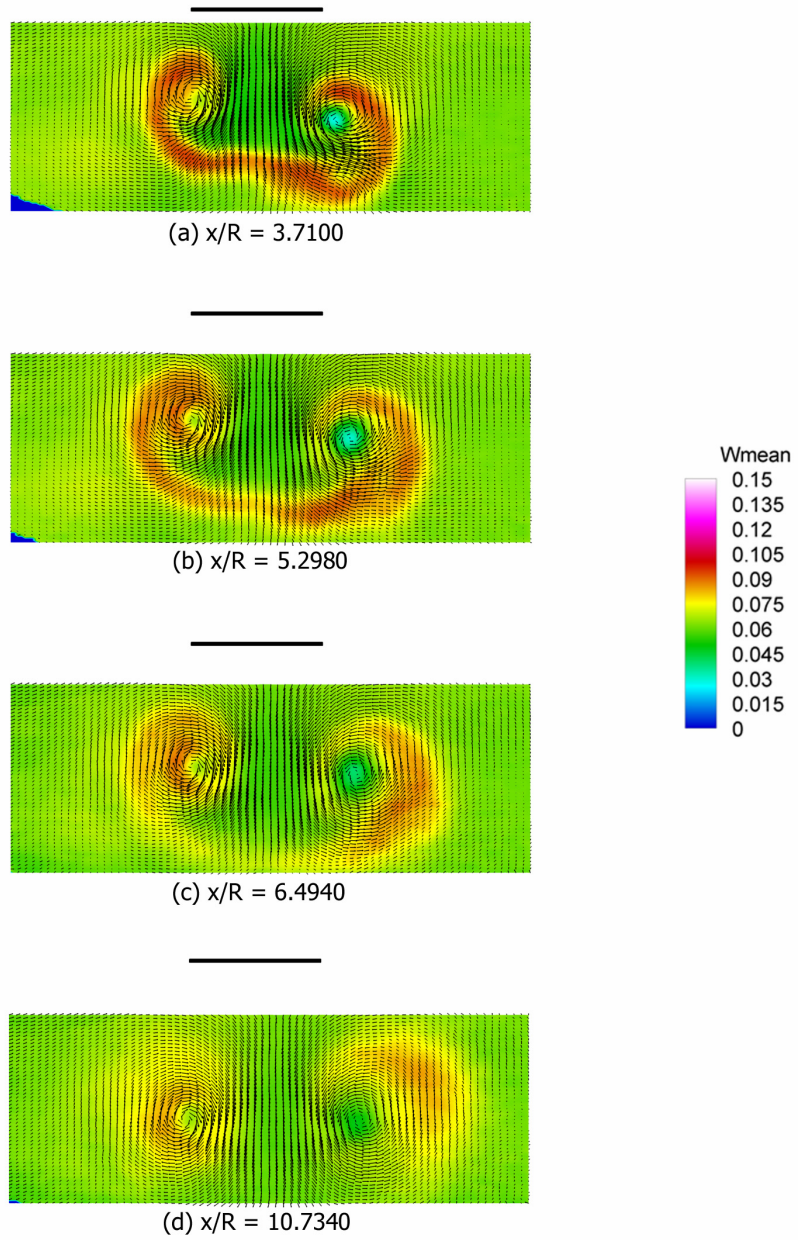 (a) x/R = 3.7100
(b) x/R = 5.2980
Wmean
0.15
0.135
0.12
0.105
0.09
0.075
0.06
0.045
0.03
0.015
0
(c) x/R = 6.4940
(d) x/R = 10.7340